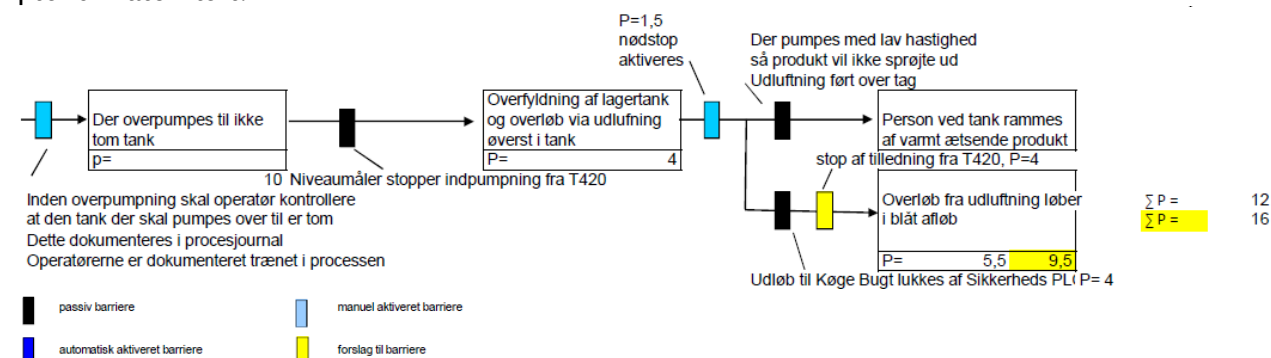 P=1,5
nødstop
aktiveres
Der pumpes med lav hastighed
så produkt vil ikke sprøjte ud
Udluftning ført over tag
Der overpumpes til ikke
tom tank
p=
10
Niveaumåler stopper indpumpning fra T420
Overfyldning af lagertank
og overløb via udlufning
øverst i tank
P= 4
Person ved tank rammes
af varmt ætsende produkt
stop af tilledning fra T420, P=4
Inden overpumpning skal operatør kontrollere
at den tank der skal pumpes over til er tom
Dette dokumenteres i procesjournal
Operatørerne er dokumenteret trænet i processen
Overløb fra udluftning løber
i blåt afløb
P= 5,5 9,5
∑ P = 12
∑ P = 16
Udløb til Køge Bugt lukkes af Sikkerheds PL P= 4
passiv barriere
manuel aktiveret barriere
automatisk aktiveret barriere
forslag til barriere